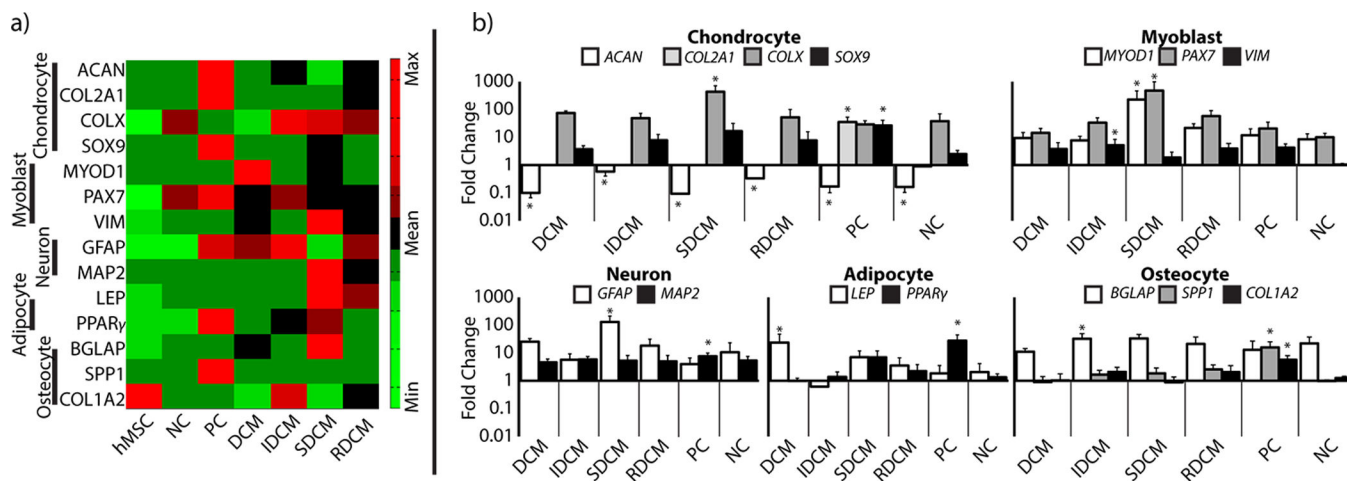 a)
Chondrocyte
Myoblast
Neuron
Adipocyte
Osteocyte
ACAN
COL2A1
COLX
SOX9
MYOD1
PAX7
VIM
GFAP
MAP2
LEP
PPARγ
BGLAP
SPP1
COL1A2
hMSC NC PC DCM IDCM SDCM RDCM
Max
Mean
Min
b)
Chondrocyte
ACAN COL2A1 COLX SOX9
Fold Change
1000
100
10
1
0.1
0.01
* * * * * * * * *
DCM IDCM SDCM RDCM PC NC
Myoblast
MYOD1 PAX7 VIM
* * *
DCM IDCM SDCM RDCM PC NC
Neuron
GFAP MAP2
Fold Change
1000
100
10
1
0.1
0.01
* *
DCM IDCM SDCM RDCM PC NC
Adipocyte
LEP PPARγ
* *
DCM IDCM SDCM RDCM PC NC
Osteocyte
BGLAP SPP1 COL1A2
* * *
DCM IDCM SDCM RDCM PC NC